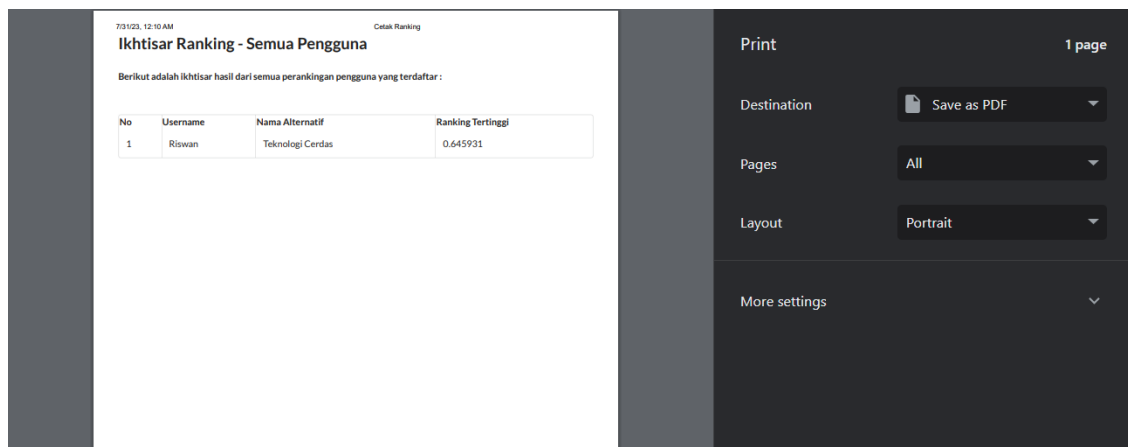 7/31/23, 12:10 AM Cetak Ranking
Ikhtisar Ranking - Semua Pengguna
Berikut adalah ikhtisar hasil dari semua perankingan pengguna yang terdaftar :
No Username Nama Alternatif Ranking Tertinggi
1 Riswan Teknologi Cerdas 0.645931
Print 1 page
Destination Save as PDF
Pages All
Layout Portrait
More settings